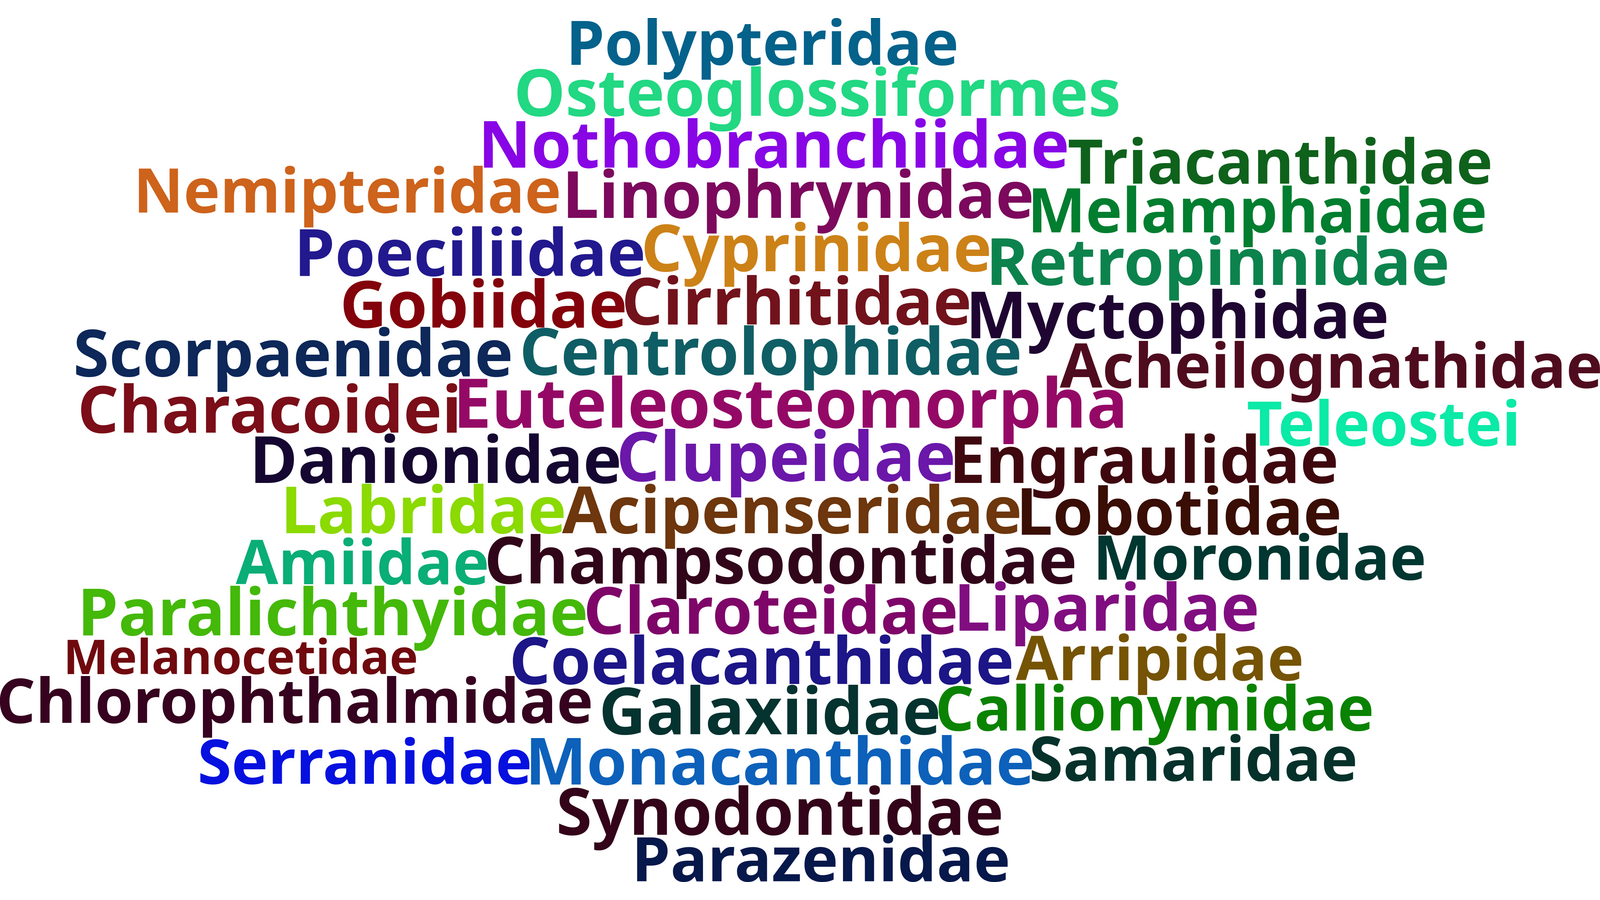 Polypteridae
Osteoglossiformes
Nothobranchiidae Triacanthidae
Nemipteridae Linophrynidae Melamphaidae
Poeciliidae Cyprinidae Retropinnidae
Gobiidae Cirrhitidae Myctophidae
Scorpaenidae Centrolophidae Acheilognathidae
Characoidei Euteleosteomorpha Teleostei
Danionidae Clupeidae Engraulidae
Labridae Acipenseridae Lobotidae
Amiidae Champsodontidae Moronidae
Paralichthyidae Claroteidae Liparidae
Melanocetidae Coelacanthidae Arripidae
Chlorophthalmidae Galaxiidae Callionymidae
Serranidae Monacanthidae Samaridae
Synodontidae
Parazenidae